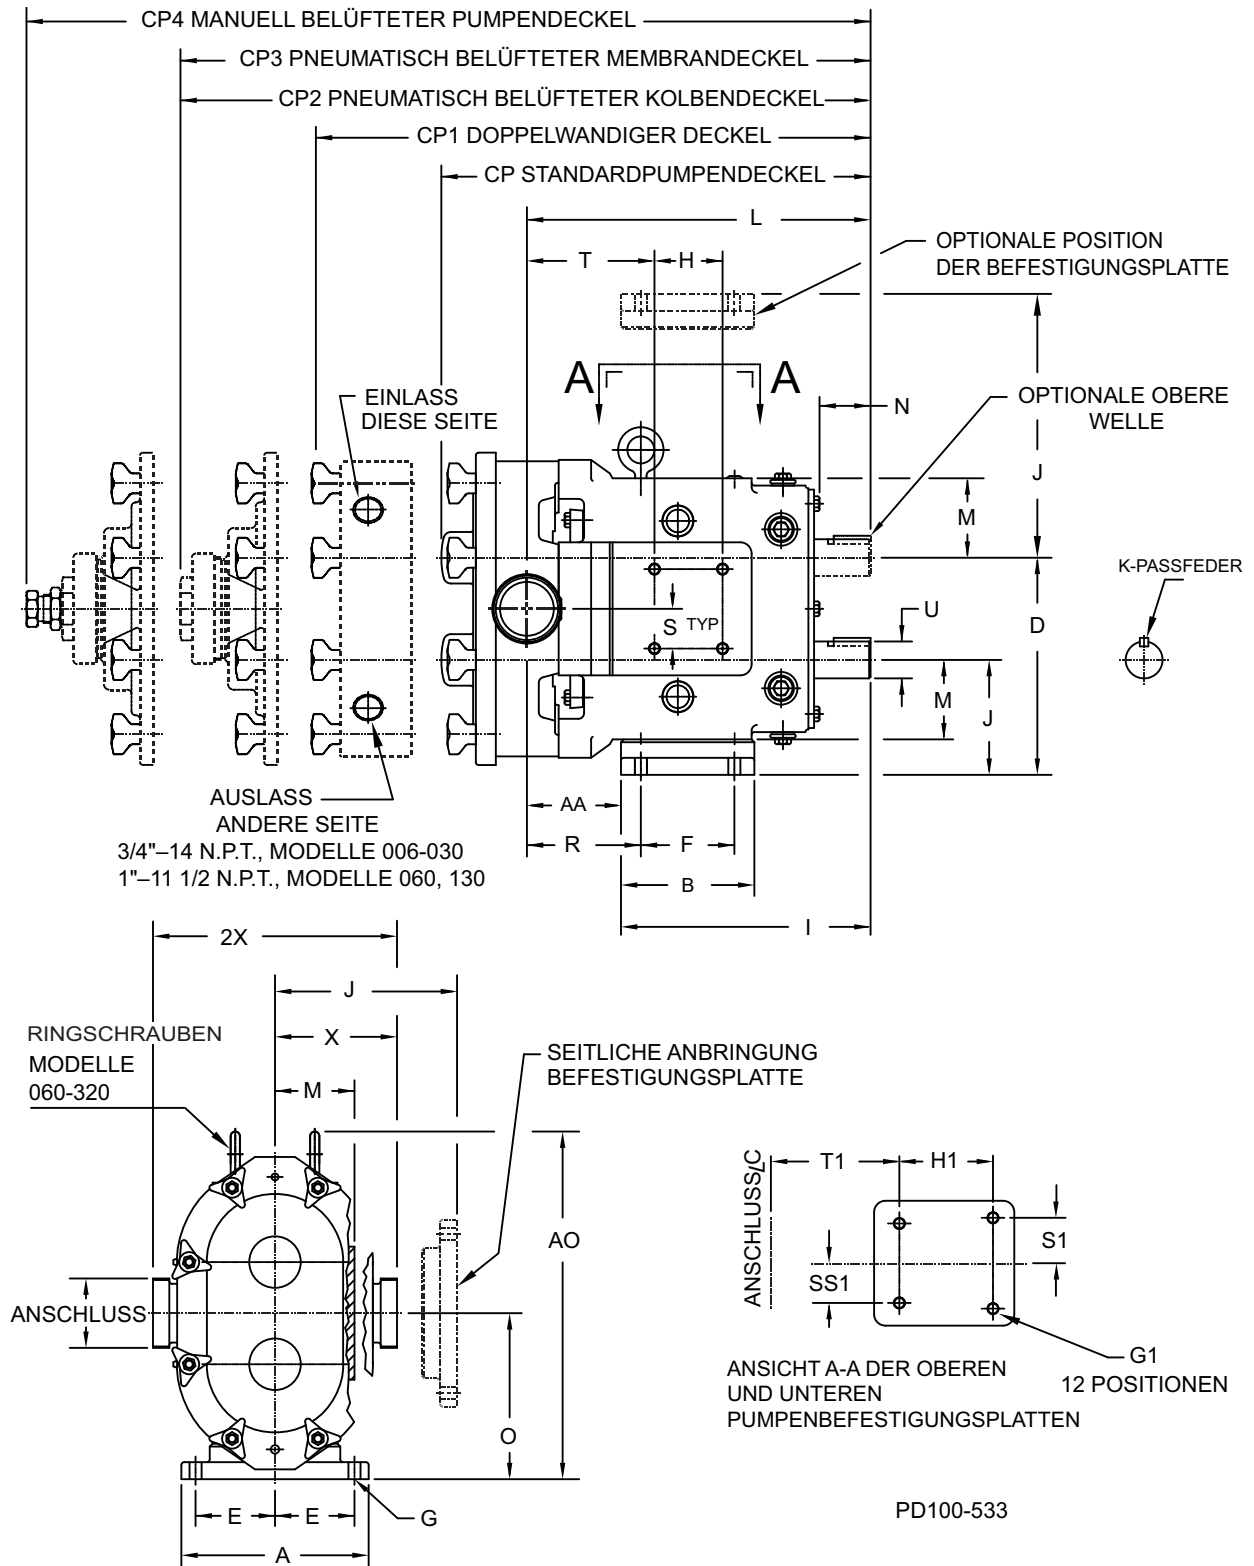 CP4 MANUELL BELÜFTETER PUMPENDECKEL
CP3 PNEUMATISCH BELÜFTETER MEMBRANDECKEL
CP2 PNEUMATISCH BELÜFTETER KOLBENDECKEL
CP1 DOPPELWANDIGER DECKEL
CP STANDARDPUMPENDECKEL
L
T
H
OPTIONALE POSITION
DER BEFESTIGUNGSPLATTE
A
A
EINLASS
DIESE SEITE
N
OPTIONALE OBERE
WELLE
J
M
K-PASSFEDER
U
S TYP
D
M
J
AUSLASS
ANDERE SEITE
3/4"–14 N.P.T., MODELLE 006-030
1"–11 1/2 N.P.T., MODELLE 060, 130
AA
R
F
B
I
2X
J
X
M
RINGSCHRAUBEN
MODELLE
060-320
SEITLICHE ANBRINGUNG
BEFESTIGUNGSPLATTE
ANSCHLUSS
AO
O
E
E
G
A
ANSCHLUSS CL
T1
H1
S1
SS1
G1
12 POSITIONEN
ANSICHT A-A DER OBEREN
UND UNTEREN
PUMPENBEFESTIGUNGSPLATTEN
PD100-533